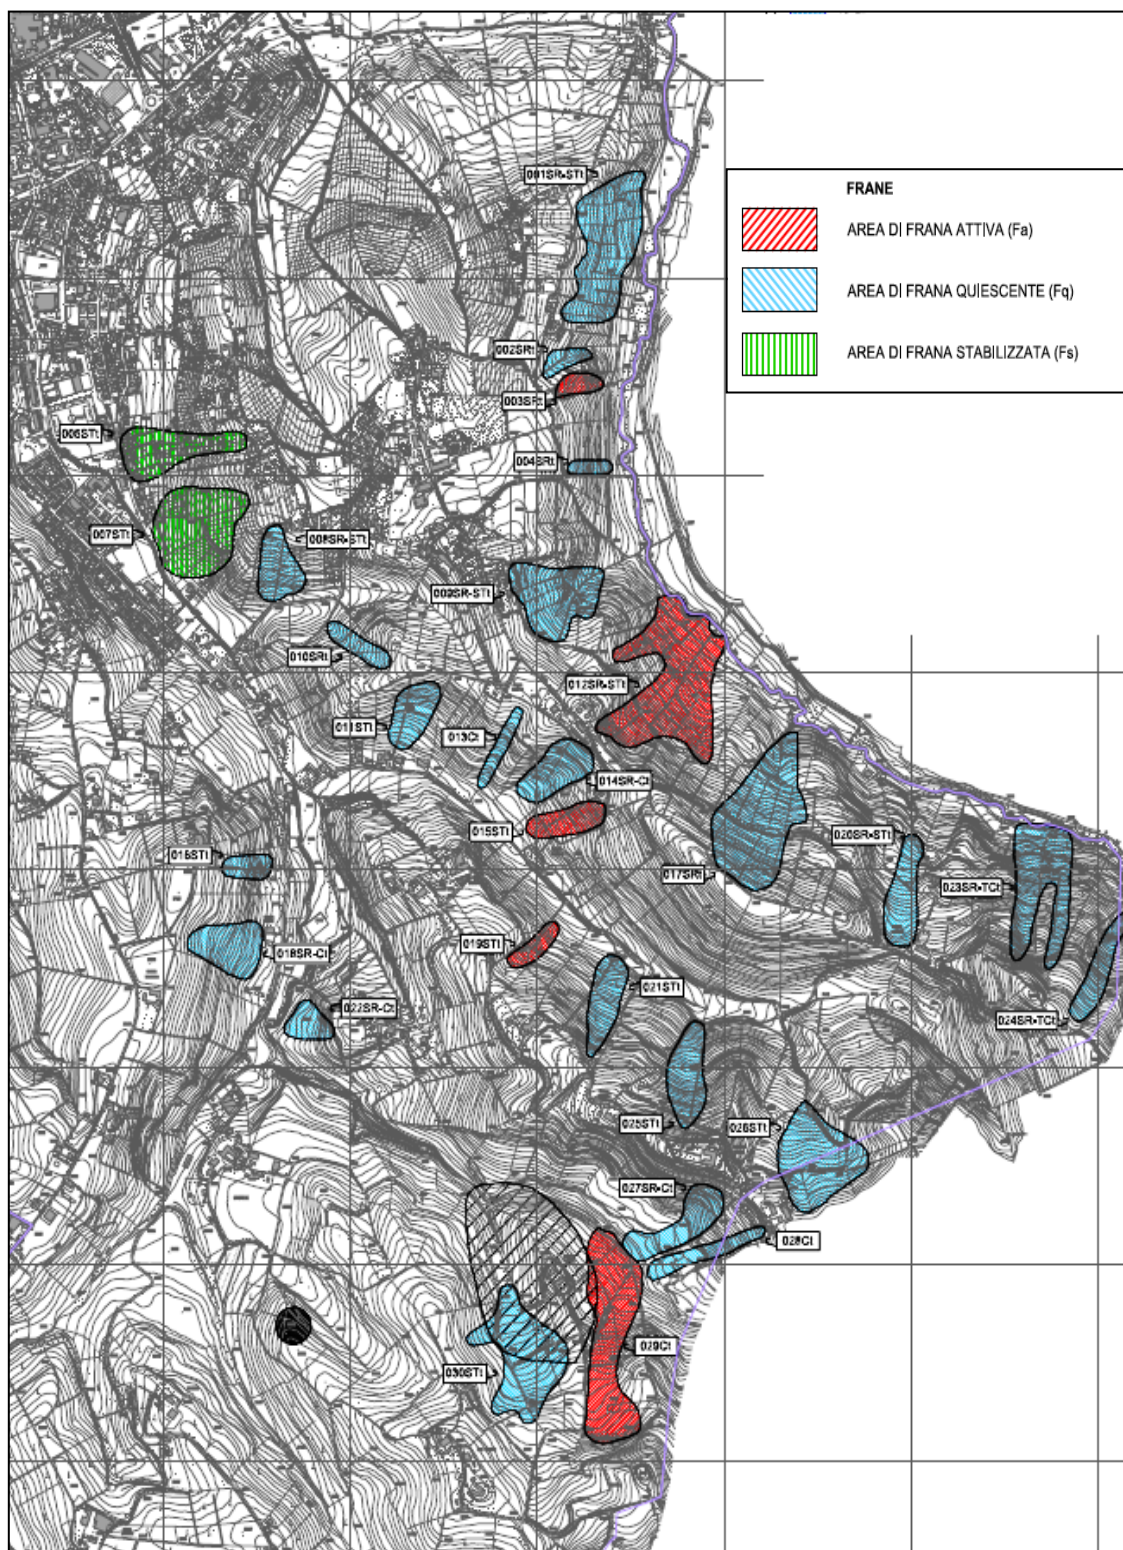 FRANE
AREA DI FRANA ATTIVA (Fa)
AREA DI FRANA QUIESCENTE (Fq)
AREA DI FRANA STABILIZZATA (Fs)
001SR-STt
002SRt
003SRt
004SRt
006STt
007STt
008SR-STt
009SR-STt
010SRt
012SR-STt
011STt
013Ct
014SR-Ct
015STt
020SR-STt
016STt
017SRt
023SR-TCt
019STt
018SR-Ct
021STt
022SR-Ct
024SR-TCt
025STt
026STt
027SR-Ct
028Ct
029Ct
030STt